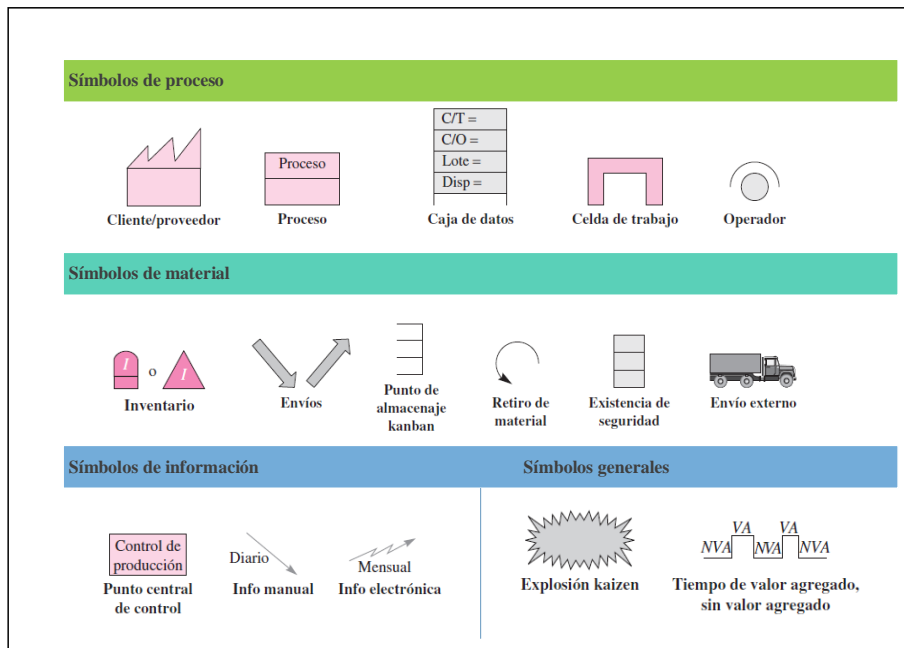 Símbolos de proceso
C/T =
C/O =
Lote =
Disp =
Proceso
Cliente/proveedor
Proceso
Caja de datos
Celda de trabajo
Operador
Símbolos de material
I
o
I
Inventario
Envíos
Punto de
almacenaje
kanban
Retiro de
material
Existencia de
seguridad
Envío externo
Símbolos de información
Control de
producción
Punto central
de control
Diario
Info manual
Mensual
Info electrónica
Símbolos generales
Explosión kaizen
VA VA
NVA NVA NVA
Tiempo de valor agregado,
sin valor agregado